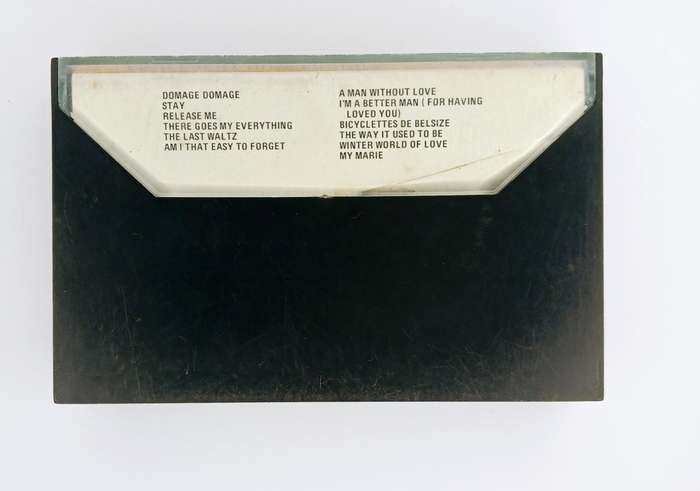 DOMAGE DOMAGE
STAY
RELEASE ME
THERE GOES MY EVERYTHING
THE LAST WALTZ
AM I THAT EASY TO FORGET
A MAN WITHOUT LOVE
I'M A BETTER MAN ( FOR HAVING
LOVED YOU)
BICYCLETTES DE BELSIZE
THE WAY IT USED TO BE
WINTER WORLD OF LOVE
MY MARIE